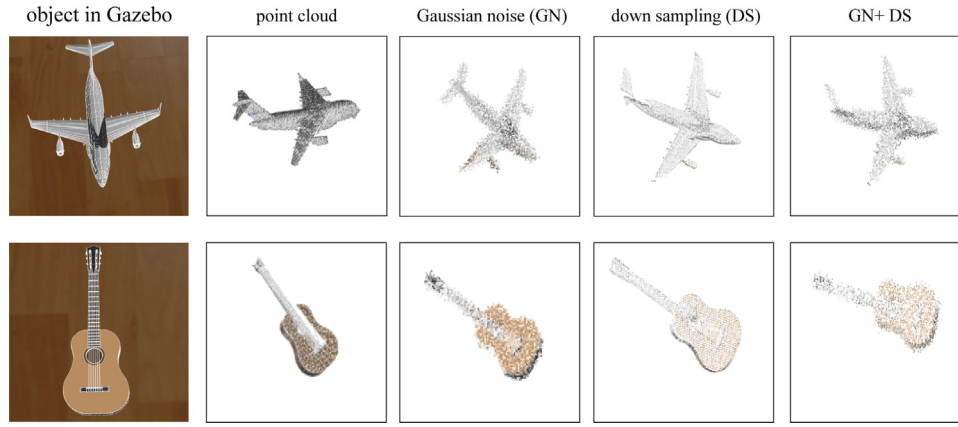 object in Gazebo
point cloud
Gaussian noise (GN)
down sampling (DS)
GN+ DS